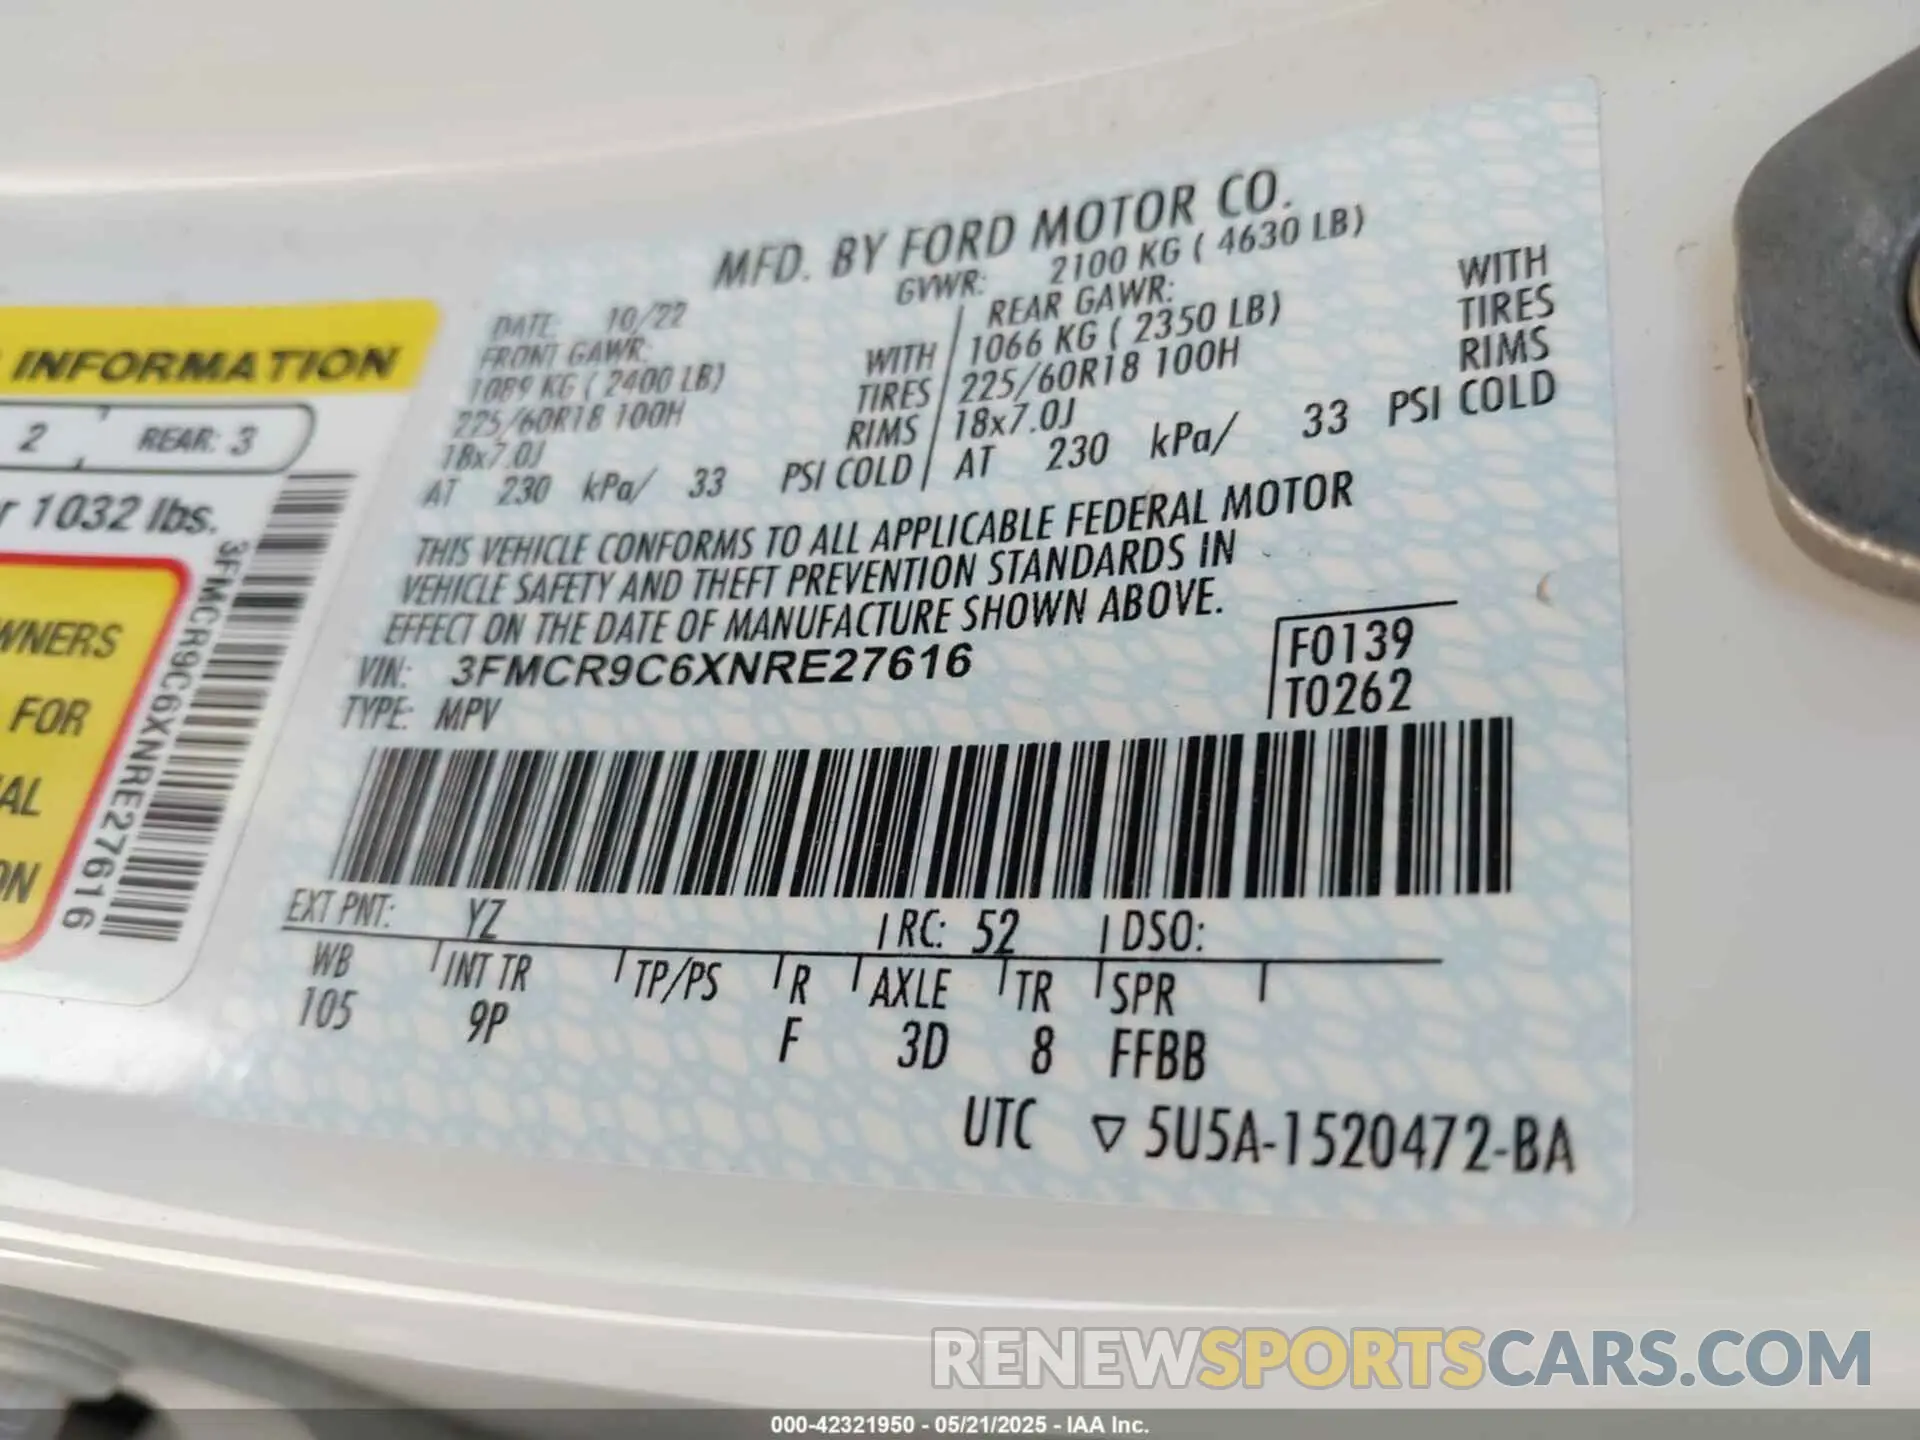 MFD. BY FORD MOTOR CO.
DATE: 10/22 GVWR: 2100 KG ( 4630 LB)
FRONT GAWR: REAR GAWR:
1089 KG ( 2400 LB) WITH 1066 KG ( 2350 LB) WITH
225/60R18 100H TIRES 225/60R18 100H TIRES
18x7.0J RIMS 18x7.0J RIMS
AT 230 kPa/ 33 PSI COLD AT 230 kPa/ 33 PSI COLD
THIS VEHICLE CONFORMS TO ALL APPLICABLE FEDERAL MOTOR
VEHICLE SAFETY AND THEFT PREVENTION STANDARDS IN
EFFECT ON THE DATE OF MANUFACTURE SHOWN ABOVE.
VIN: 3FMCR9C6XNRE27616
TYPE: MPV
F0139
T0262
EXT PNT: YZ RC: 52 DSO:
WB INT TR TP/PS R AXLE TR SPR
105 9P F 3D 8 FFBB
UTC ▽ 5U5A-1520472-BA
INFORMATION
2 REAR: 3
1032 lbs.
3FMCR9C6XNRE27616
FOR
RENEWSPORTSCARS.COM
000-42321950 - 05/21/2025 - IAA Inc.